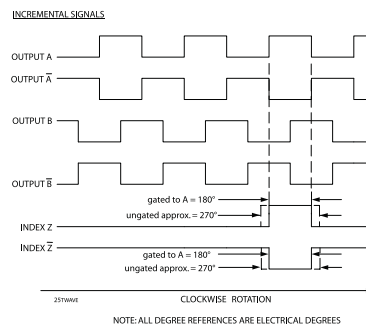 INCREMENTAL SIGNALS
OUTPUT A
OUTPUT A̅
OUTPUT B
OUTPUT B̅
gated to A = 180°
ungated approx. = 270°
INDEX Z
INDEX Z̅
gated to A = 180°
ungated approx. = 270°
25TWAVE
CLOCKWISE ROTATION
NOTE: ALL DEGREE REFERENCES ARE ELECTRICAL DEGREES